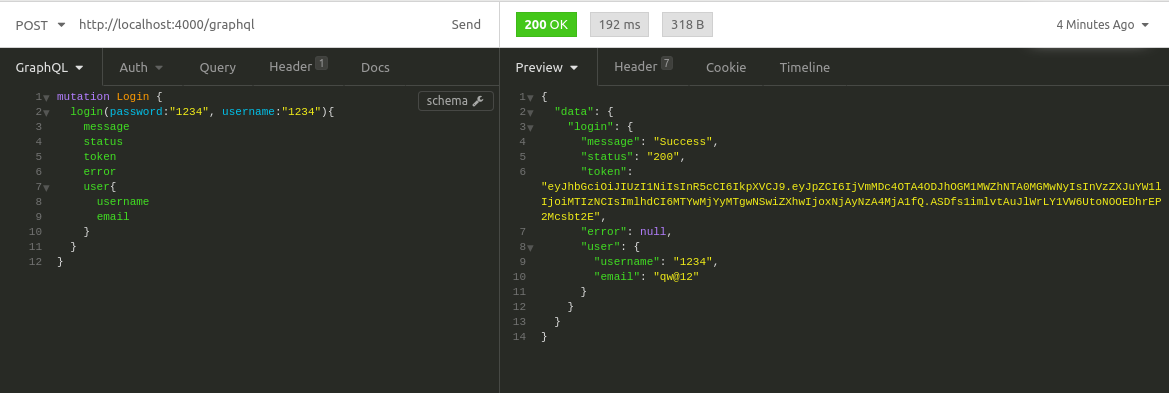 POST http://localhost:4000/graphql Send 200 OK 192 ms 318 B 4 Minutes Ago
GraphQL Auth Query Header 1 Docs Preview Header 7 Cookie Timeline
schema
1 mutation Login {
2 login(password:"1234", username:"1234"){
3 message
4 status
5 token
6 error
7 user{
8 username
9 email
10 }
11 }
12 }
1 {
2 "data": {
3 "login": {
4 "message": "Success",
5 "status": "200",
6 "token":
"eyJhbGciOiJIUzI1NiIsInR5cCI6IkpXVCJ9.eyJpZCI6IjVmMDc4OTA4ODJhOGM1MWZhNTA0MGMwNyIsInVzZXJuYW1l
IjoiMTIzNCIsImlhdCI6MTYwMjYyMTgwNSwiZXhwIjoxNjAyNzA4MjA1fQ.ASDfs1imlvtAuJlWrLY1VW6UtoNOOEDhrEP
2Mcsbt2E",
7 "error": null,
8 "user": {
9 "username": "1234",
10 "email": "qw@12"
11 }
12 }
13 }
14 }